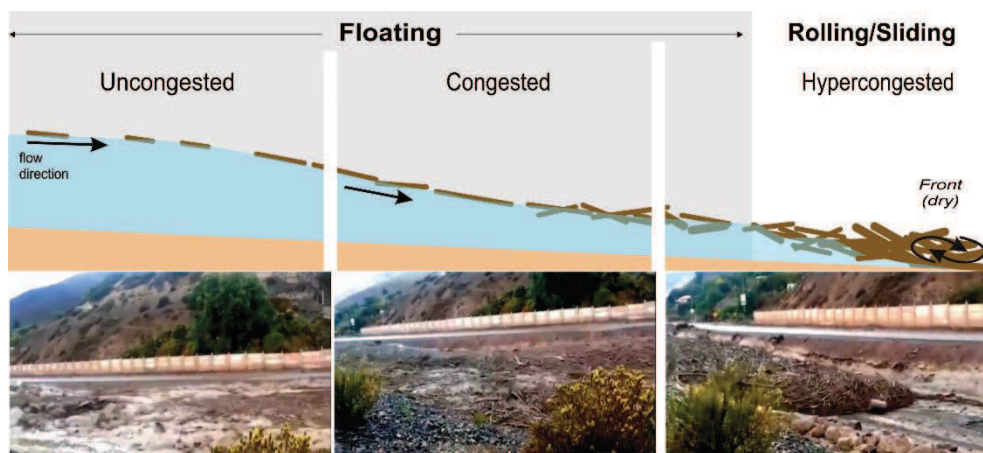 Floating
Rolling/Sliding
Uncongested
Congested
Hypercongested
flow
direction
Front
(dry)